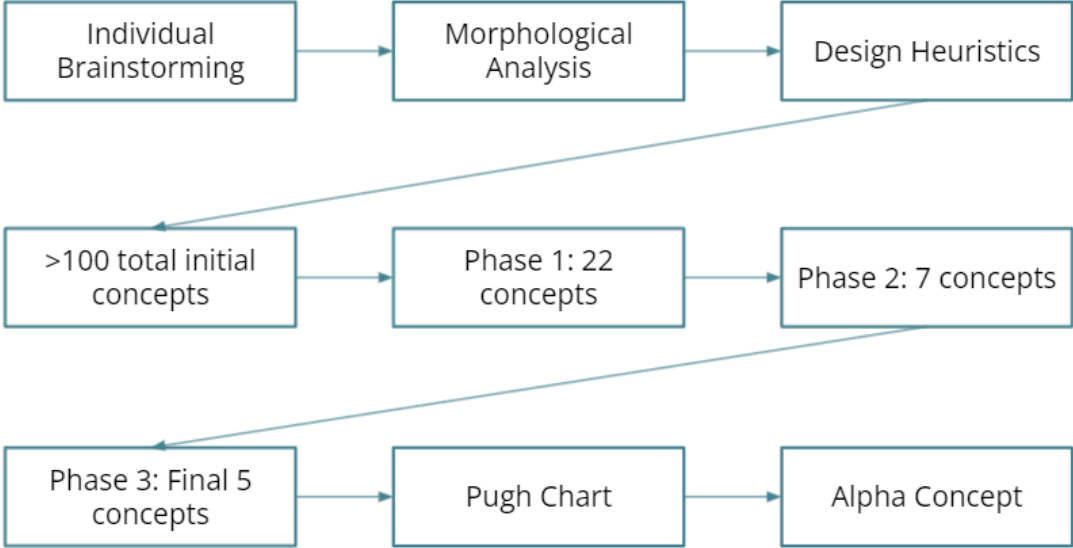 Individual
Brainstorming
Morphological
Analysis
Design Heuristics
>100 total initial
concepts
Phase 1: 22
concepts
Phase 2: 7 concepts
Phase 3: Final 5
concepts
Pugh Chart
Alpha Concept